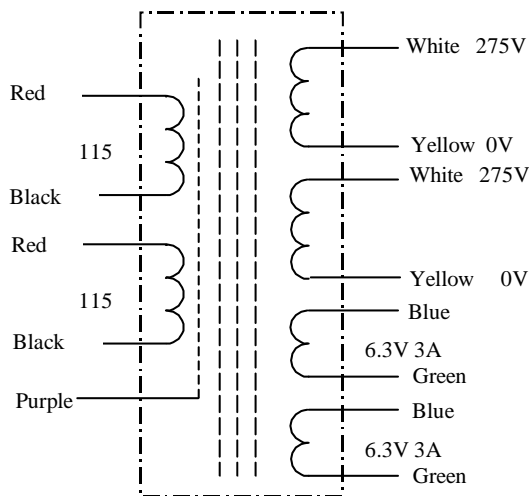 White 275V
Red
115
Yellow 0V
White 275V
Black
Red
Yellow 0V
115
Blue
Black
6.3V 3A
Green
Purple
Blue
6.3V 3A
Green